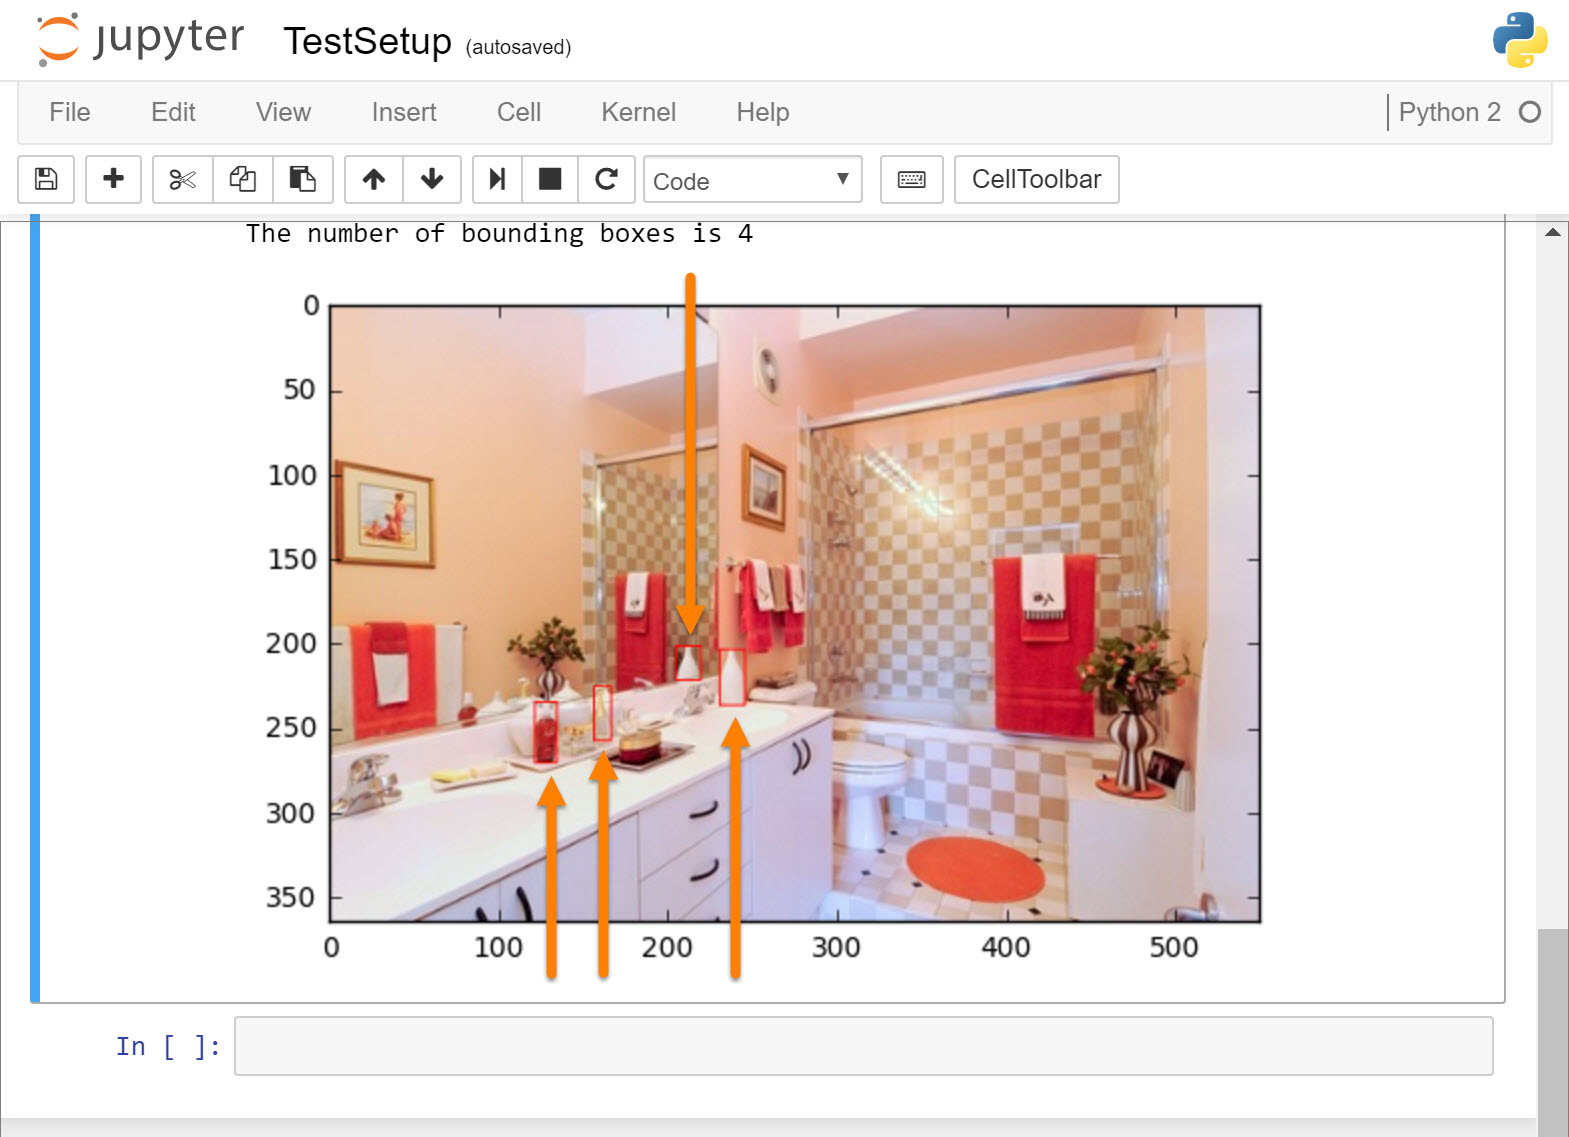 jupyter TestSetup (autosaved)
File Edit View Insert Cell Kernel Help Python 2
Code CellToolbar
The number of bounding boxes is 4
0
50
100
150
200
250
300
350
0 100 200 300 400 500
In [ ]: